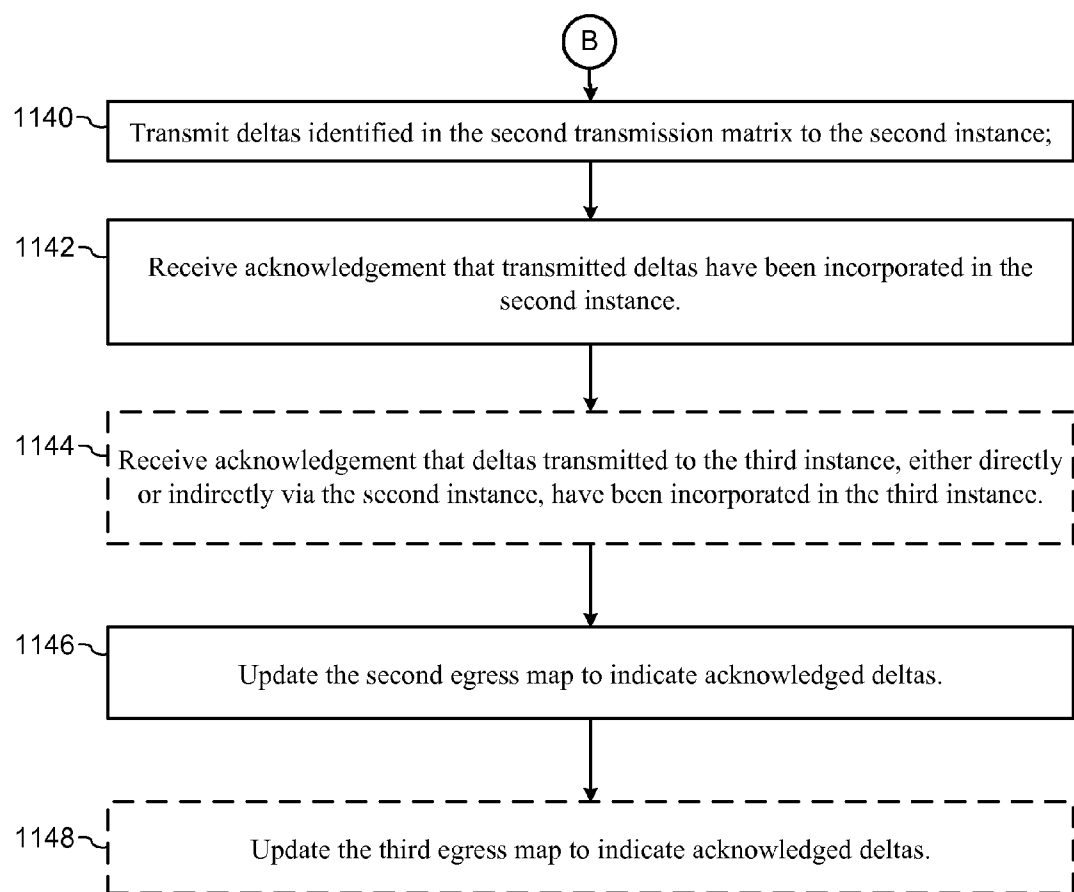 B
1140
Transmit deltas identified in the second transmission matrix to the second instance;
1142
Receive acknowledgement that transmitted deltas have been incorporated in the
second instance.
1144
Receive acknowledgement that deltas transmitted to the third instance, either directly
or indirectly via the second instance, have been incorporated in the third instance.
1146
Update the second egress map to indicate acknowledged deltas.
1148
Update the third egress map to indicate acknowledged deltas.